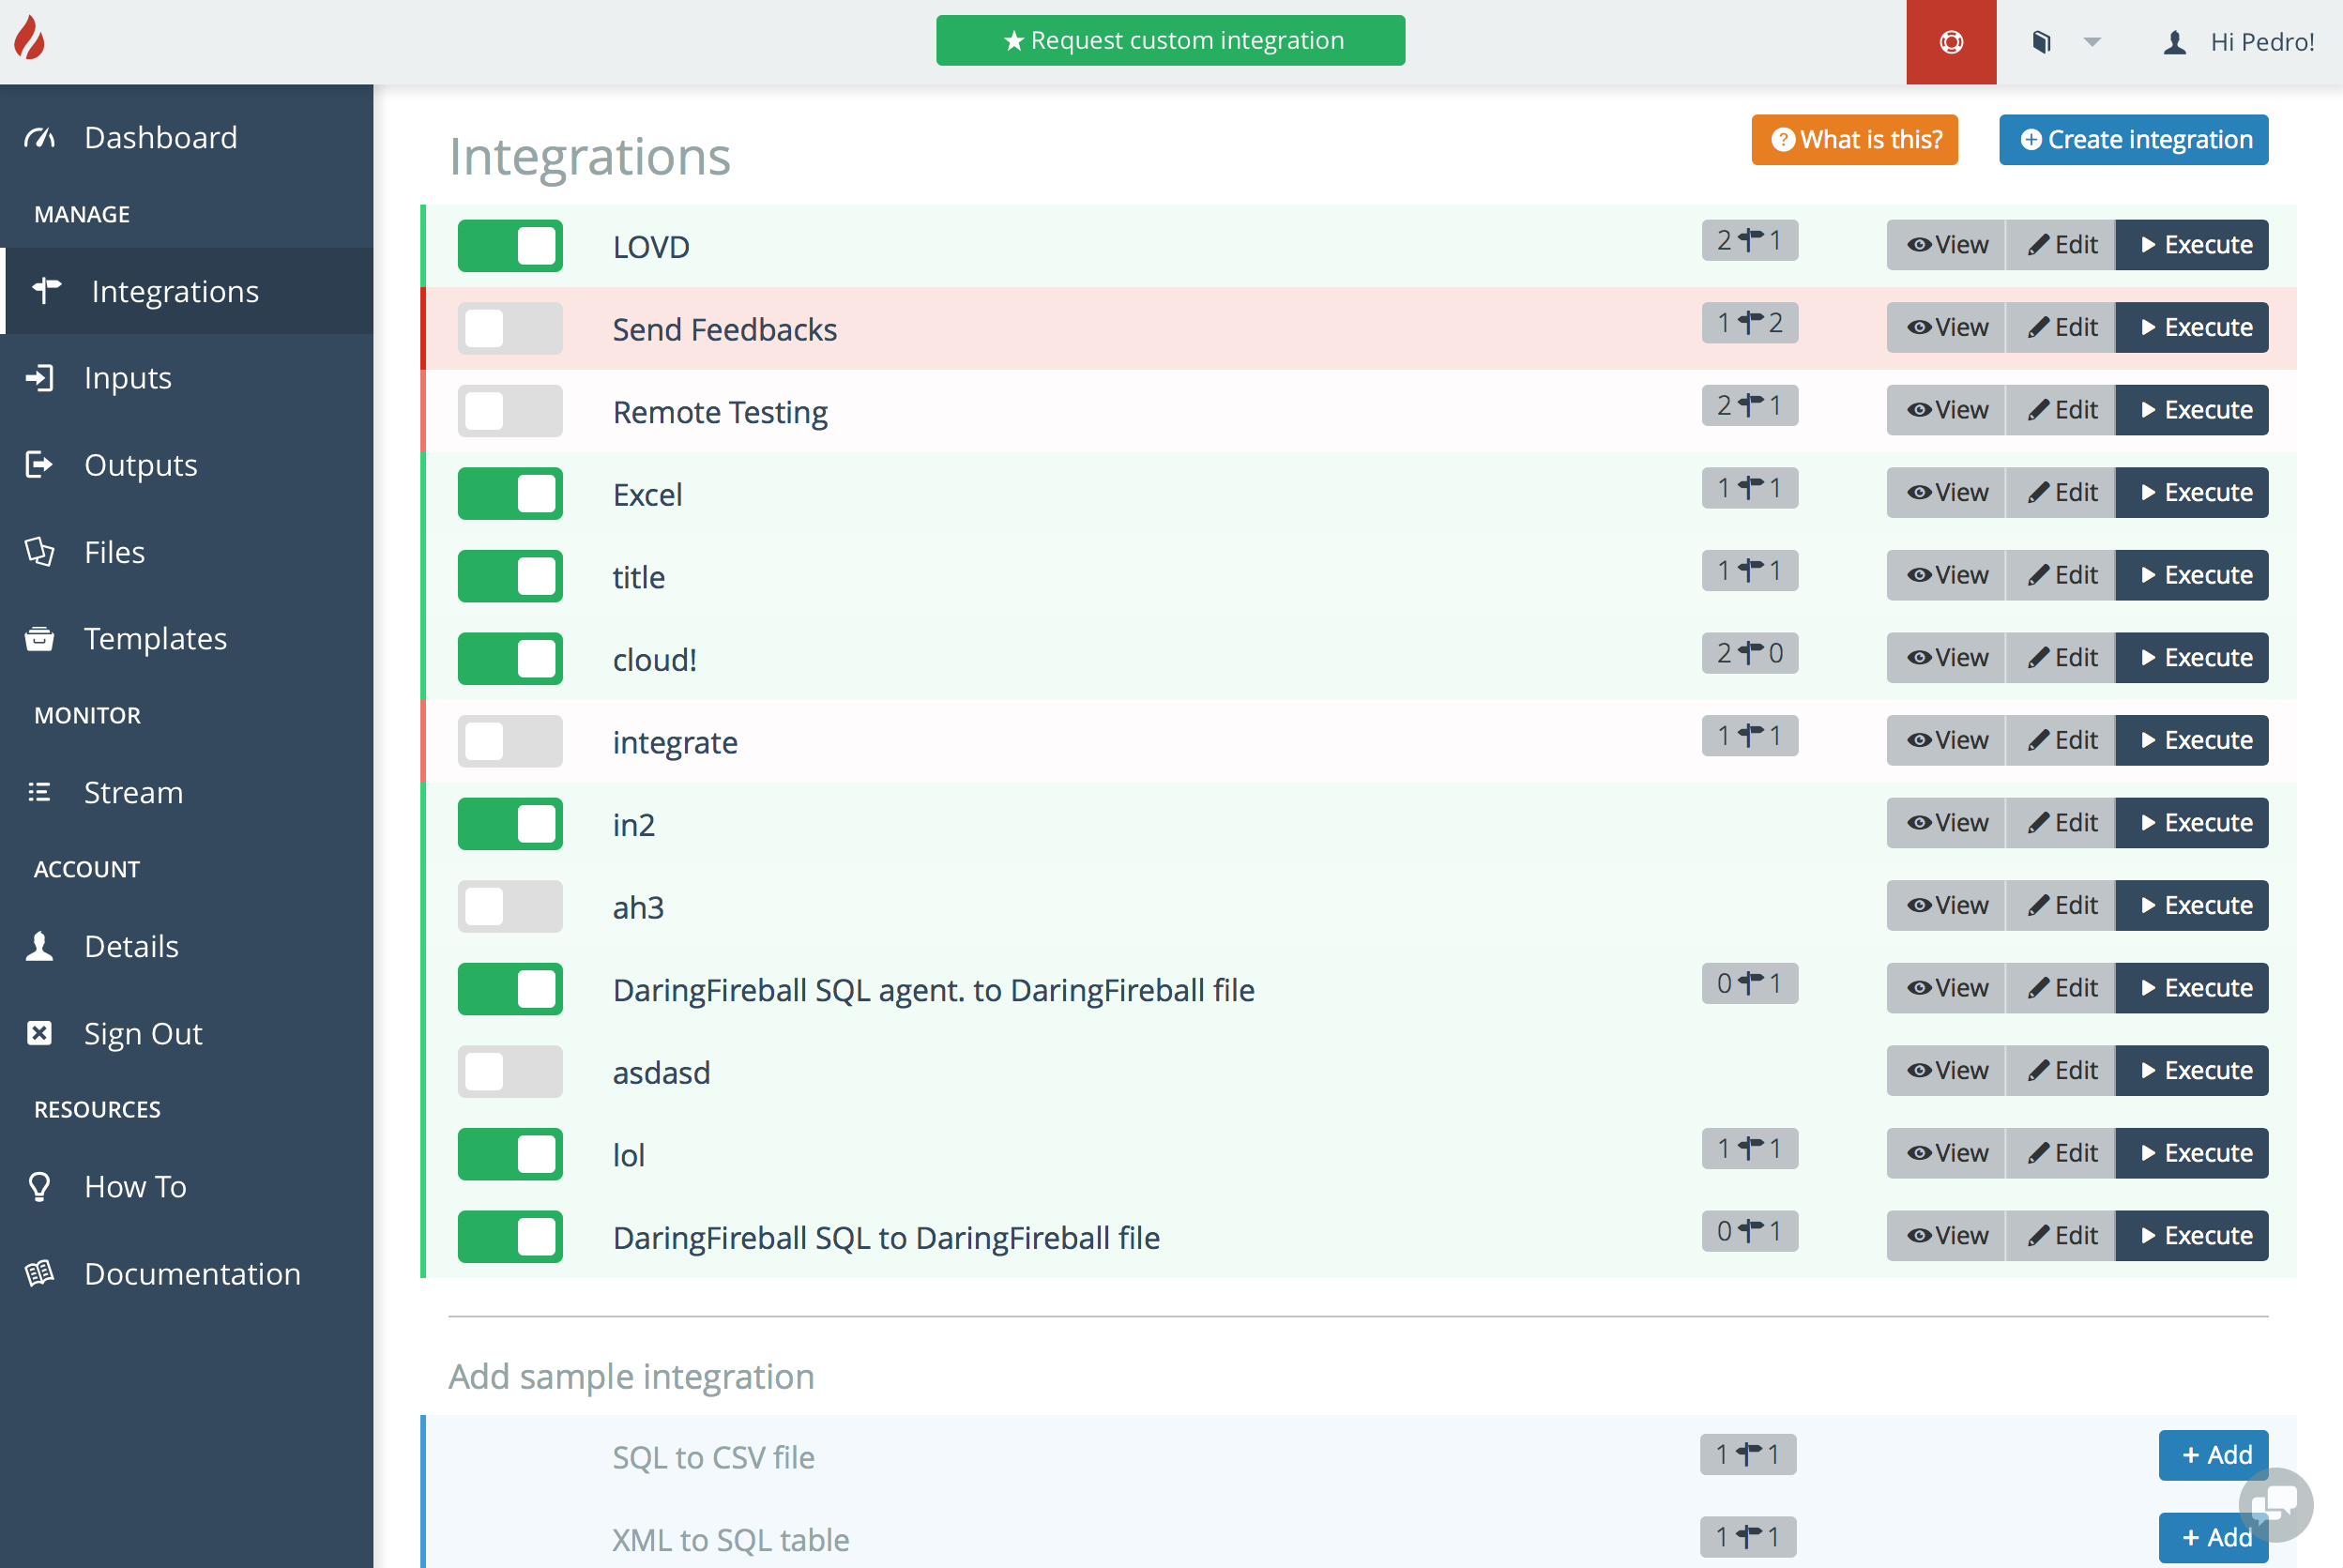 Request custom integration
Hi Pedro!
Dashboard
MANAGE
Integrations
Inputs
Outputs
Files
Templates
MONITOR
Stream
ACCOUNT
Details
Sign Out
RESOURCES
How To
Documentation
Integrations
What is this?
Create integration
LOVD 2 1 View Edit Execute
Send Feedbacks 1 2 View Edit Execute
Remote Testing 2 1 View Edit Execute
Excel 1 1 View Edit Execute
title 1 1 View Edit Execute
cloud! 2 0 View Edit Execute
integrate 1 1 View Edit Execute
in2 View Edit Execute
ah3 View Edit Execute
DaringFireball SQL agent. to DaringFireball file 0 1 View Edit Execute
asdasd View Edit Execute
lol 1 1 View Edit Execute
DaringFireball SQL to DaringFireball file 0 1 View Edit Execute
Add sample integration
SQL to CSV file 1 1 + Add
XML to SQL table 1 1 + Add